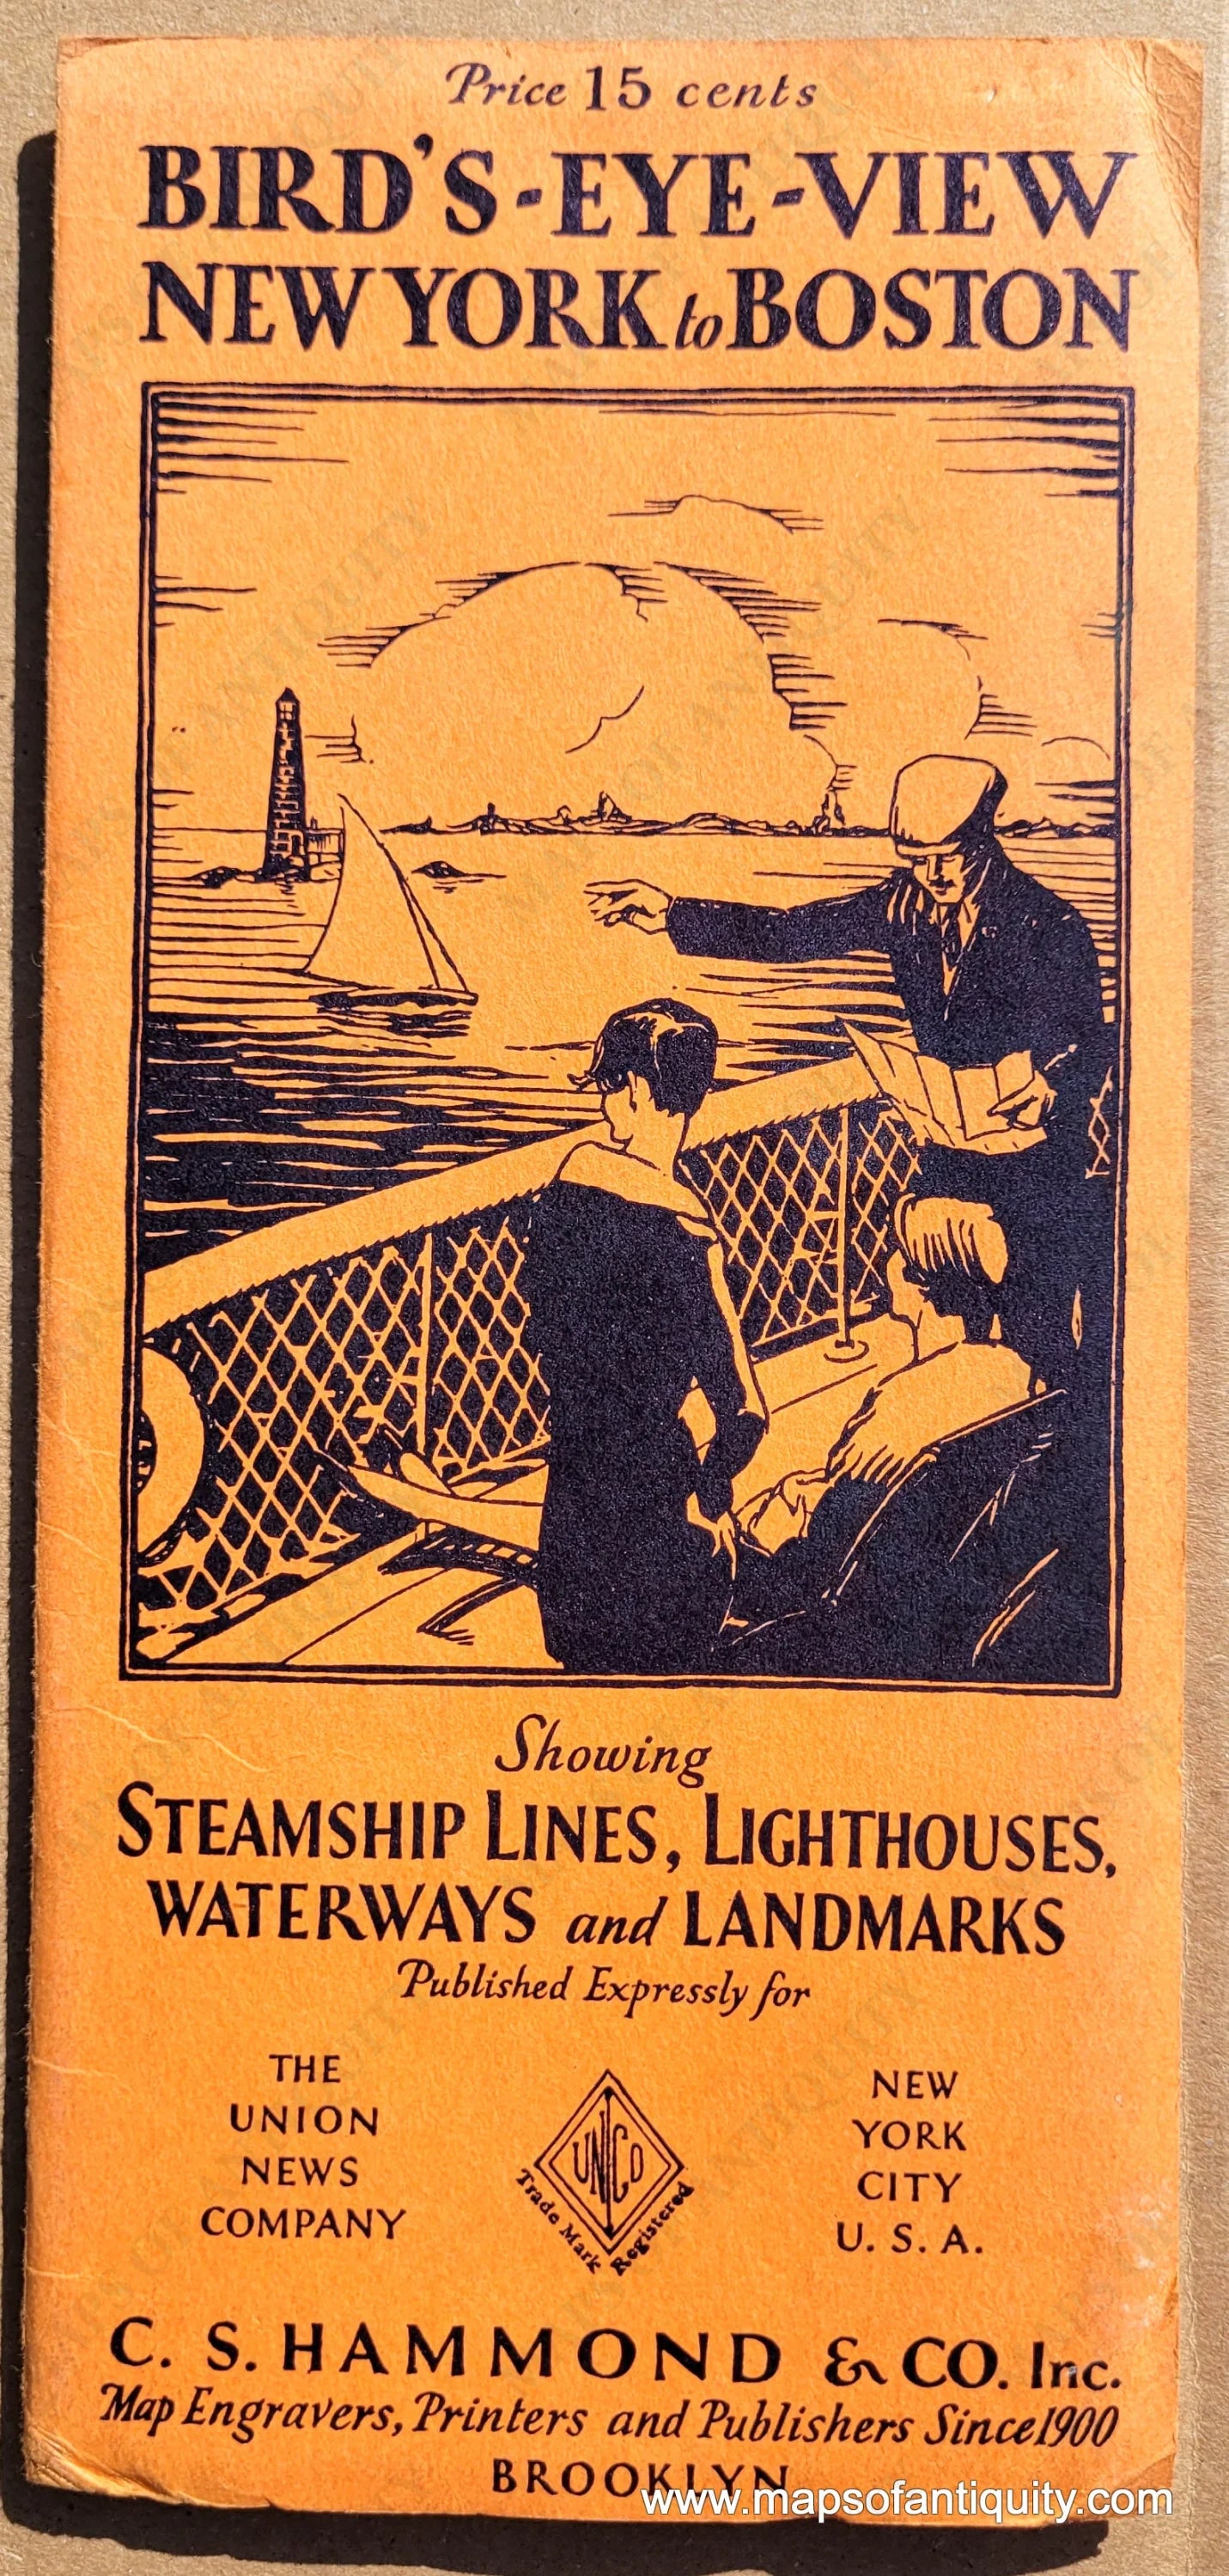 Price 15 cents
BIRD'S-EYE-VIEW
NEW YORK to BOSTON
Showing
STEAMSHIP LINES, LIGHTHOUSES,
WATERWAYS and LANDMARKS
Published Expressly for
THE
UNION
NEWS
COMPANY
UNCO
Trade Mark Registered
NEW
YORK
CITY
U. S. A.
C. S. HAMMOND & CO. Inc.
Map Engravers, Printers and Publishers Since 1900
BROOKLYN
www.mapsofantiquity.com